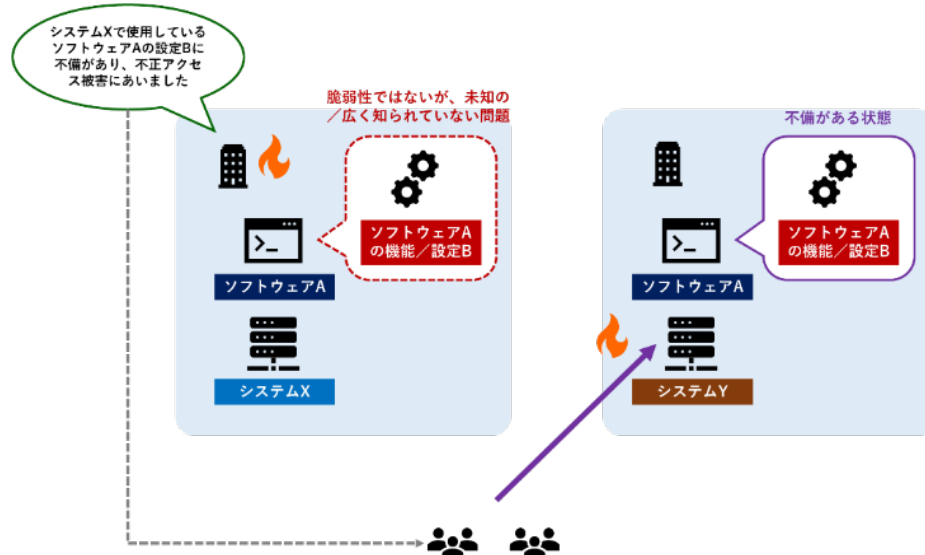 システムXで使用している
ソフトウェアAの設定Bに
不備があり、不正アクセ
ス被害にあいました
脆弱性ではないが、未知の
／広く知られていない問題
ソフトウェアA
の機能／設定B
ソフトウェアA
システムX
不備がある状態
ソフトウェアA
の機能／設定B
ソフトウェアA
システムY